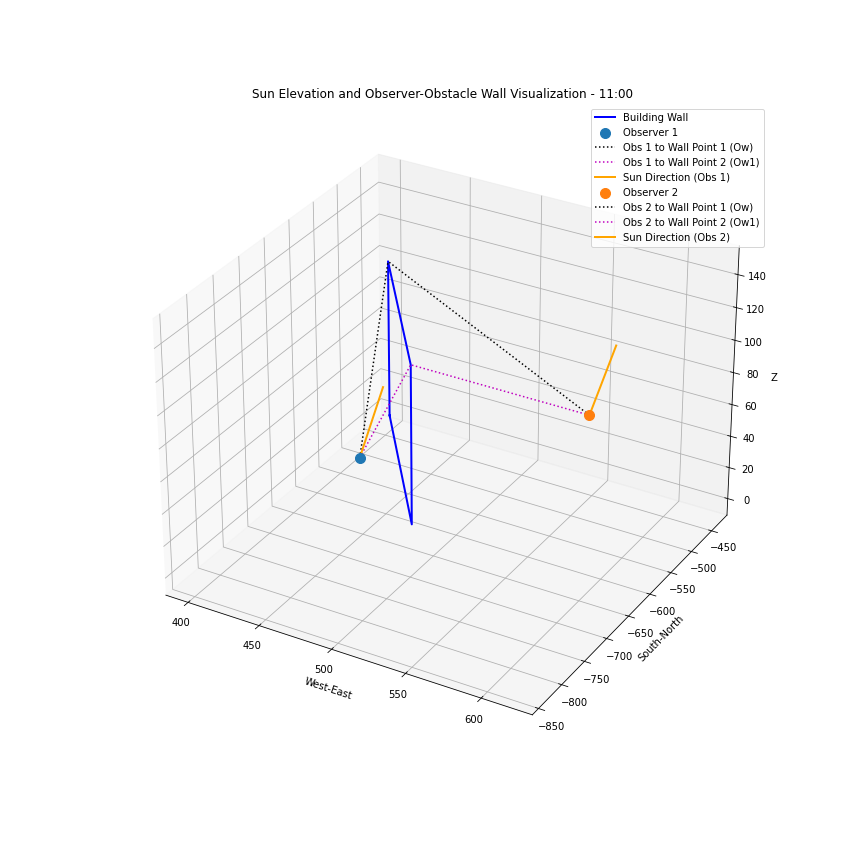 Sun Elevation and Observer-Obstacle Wall Visualization - 11:00
Building Wall
Observer 1
Obs 1 to Wall Point 1 (Ow)
Obs 1 to Wall Point 2 (Ow1)
Sun Direction (Obs 1)
Observer 2
Obs 2 to Wall Point 1 (Ow)
Obs 2 to Wall Point 2 (Ow1)
Sun Direction (Obs 2)
140
120
100
80
60
40
20
0
Z
−450
−500
−550
−600
−650
−700
−750
−800
−850
South-North
400
450
500
550
600
West-East